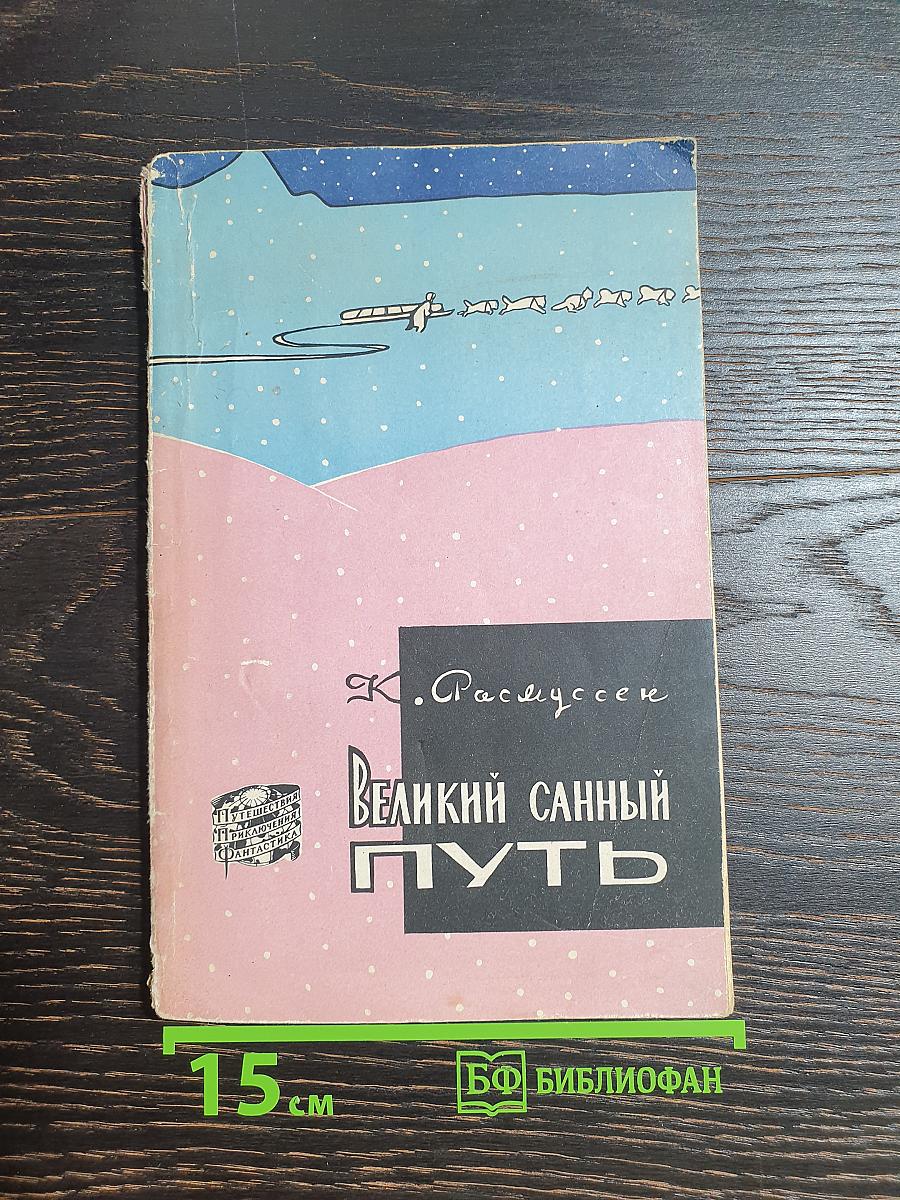 К. Расмуссен
Великий санный
путь
Путешествия
Приключения
Фантастика
15 см
БФ БИБЛИОФАН